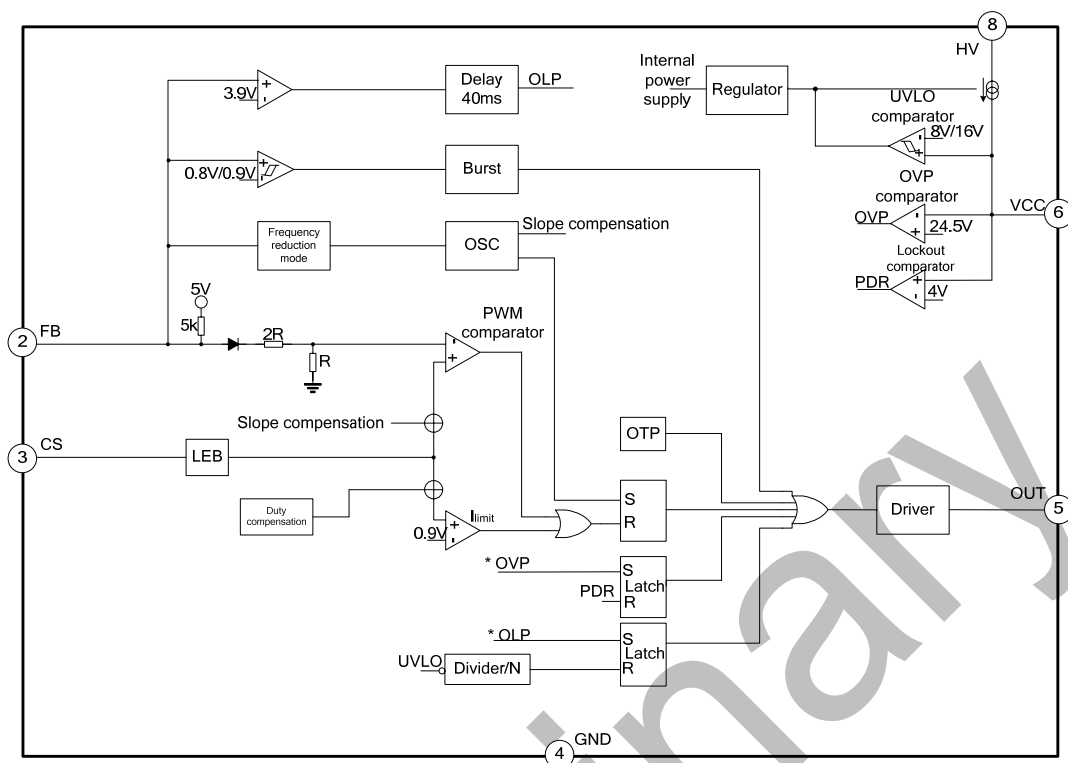 8
HV
3.9V
+
-
Delay
40ms
OLP
Internal
power
supply
Regulator
UVLO
comparator
8V/16V
-
+
0.8V/0.9V
+
-
Burst
OVP
comparator
OVP
-
+
24.5V
VCC
6
Frequency
reduction
mode
OSC
Slope compensation
Lockout
comparator
PDR
+
-
4V
5V
5k
2
FB
2R
R
PWM
comparator
-
+
Slope compensation
3
CS
LEB
OTP
Duty
compensation
0.9V
+
-
Ilimit
S
R
Driver
OUT
5
* OVP
PDR
S
Latch
R
* OLP
UVLO
Divider/N
S
Latch
R
4
GND
inary